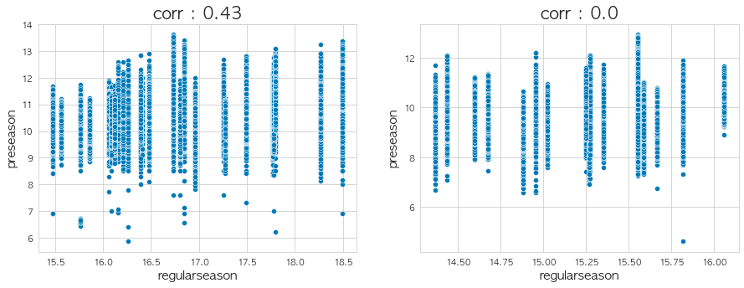 corr : 0.43
14
13
12
11
10
9
8
7
6
preseason
15.5 16.0 16.5 17.0 17.5 18.0 18.5
regularseason
corr : 0.0
12
10
8
6
preseason
14.50 14.75 15.00 15.25 15.50 15.75 16.00
regularseason